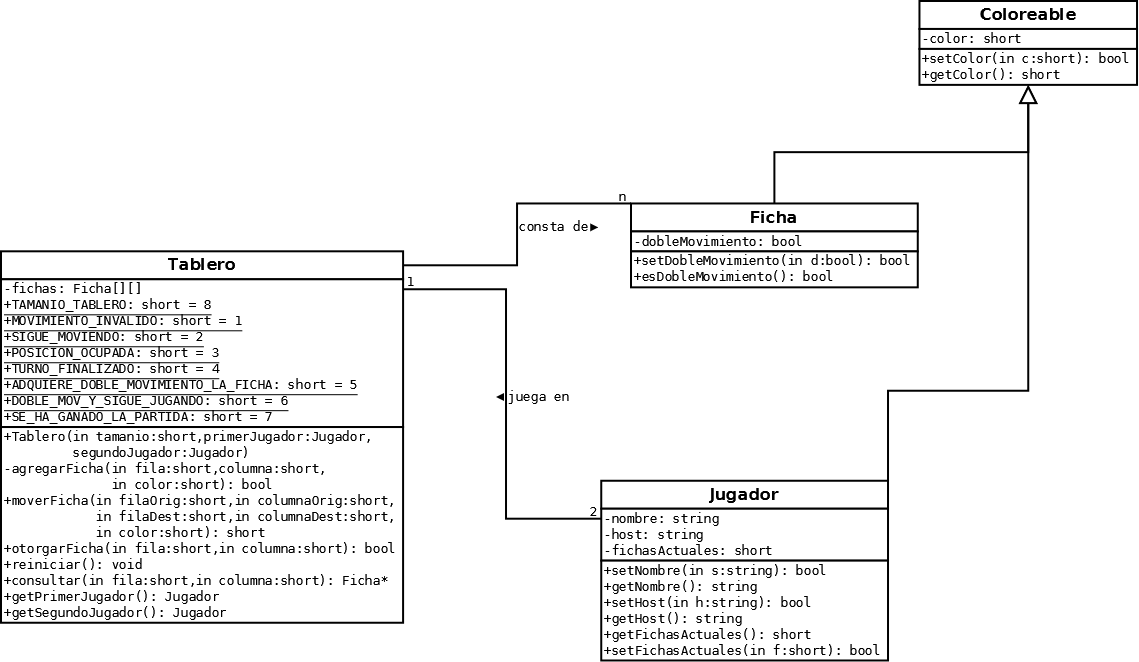 Coloreable
-color: short
+setColor(in c:short): bool
+getColor(): short
n
consta de
Ficha
-dobleMovimiento: bool
+setDobleMovimiento(in d:bool): bool
+esDobleMovimiento(): bool
Tablero
-fichas: Ficha[][]
+TAMANIO_TABLERO: short = 8
+MOVIMIENTO_INVALIDO: short = 1
+SIGUE_MOVIENDO: short = 2
+POSICION_OCUPADA: short = 3
+TURNO_FINALIZADO: short = 4
+ADQUIERE_DOBLE_MOVIMIENTO_LA_FICHA: short = 5
+DOBLE_MOV_Y_SIGUE_JUGANDO: short = 6
+SE_HA_GANADO_LA_PARTIDA: short = 7
+Tablero(in tamanio:short,primerJugador:Jugador,
segundoJugador:Jugador)
-agregarFicha(in fila:short,columna:short,
in color:short): bool
+moverFicha(in filaOrig:short,in columnaOrig:short,
in filaDest:short,in columnaDest:short,
in color:short): short
+otorgarFicha(in fila:short,in columna:short): bool
+reiniciar(): void
+consultar(in fila:short,in columna:short): Ficha*
+getPrimerJugador(): Jugador
+getSegundoJugador(): Jugador
1
juega en
2
Jugador
-nombre: string
-host: string
-fichasActuales: short
+setNombre(in s:string): bool
+getNombre(): string
+setHost(in h:string): bool
+getHost(): string
+getFichasActuales(): short
+setFichasActuales(in f:short): bool